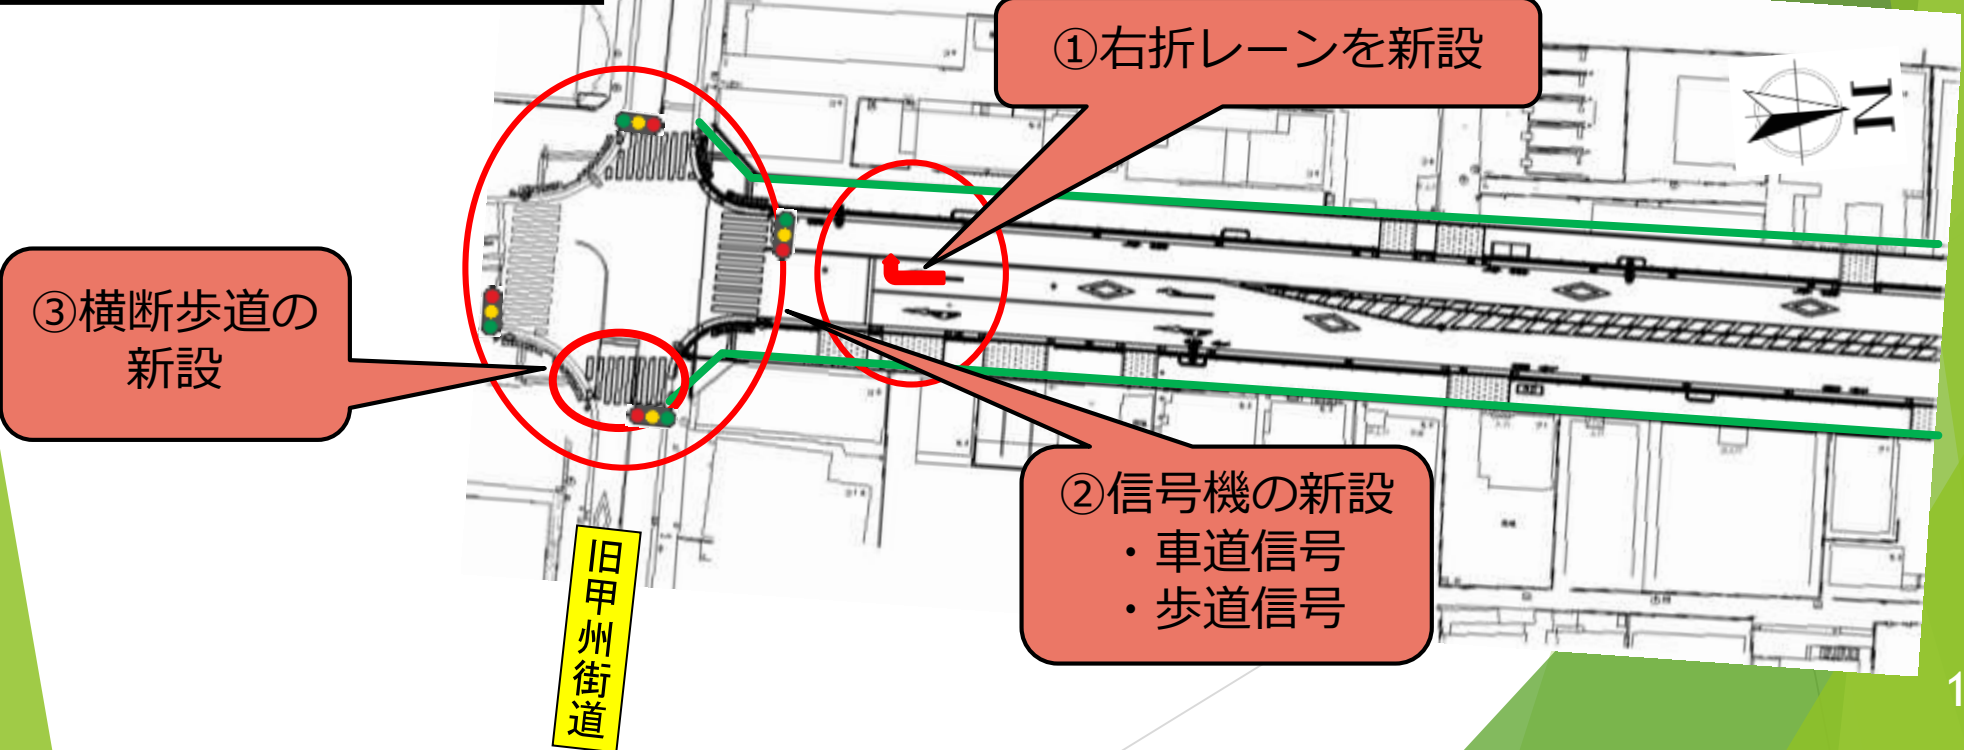 ①右折レーンを新設
N
③横断歩道の
新設
②信号機の新設
・車道信号
・歩道信号
旧甲州街道
1